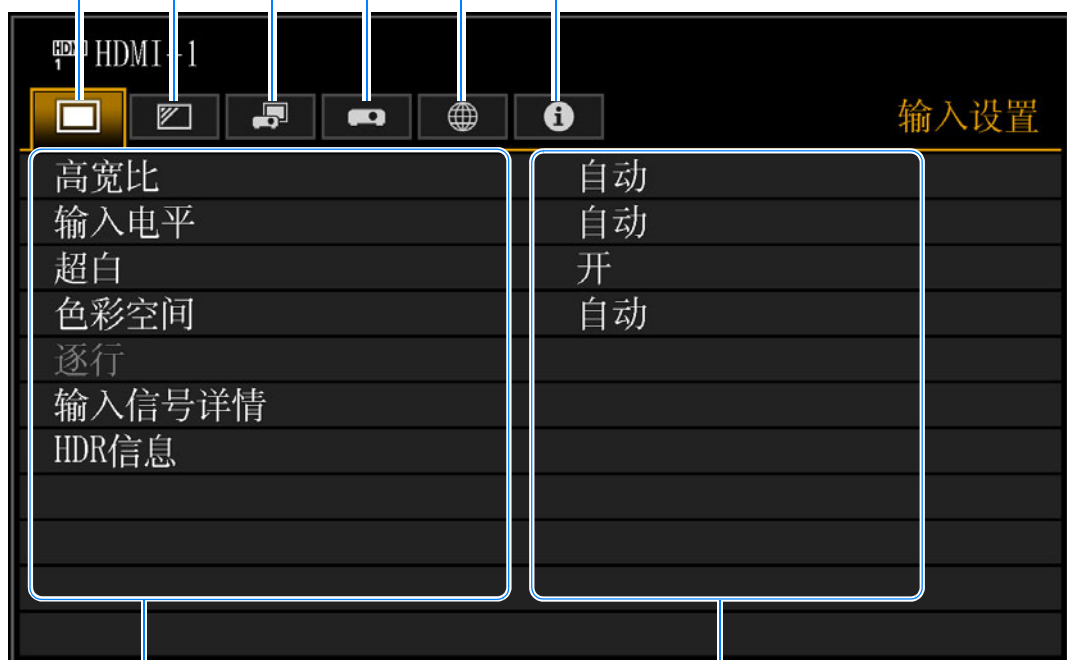 HDMI 1 HDMI-1
输入设置
高宽比 自动
输入电平 自动
超白 开
色彩空间 自动
逐行
输入信号详情
HDR信息